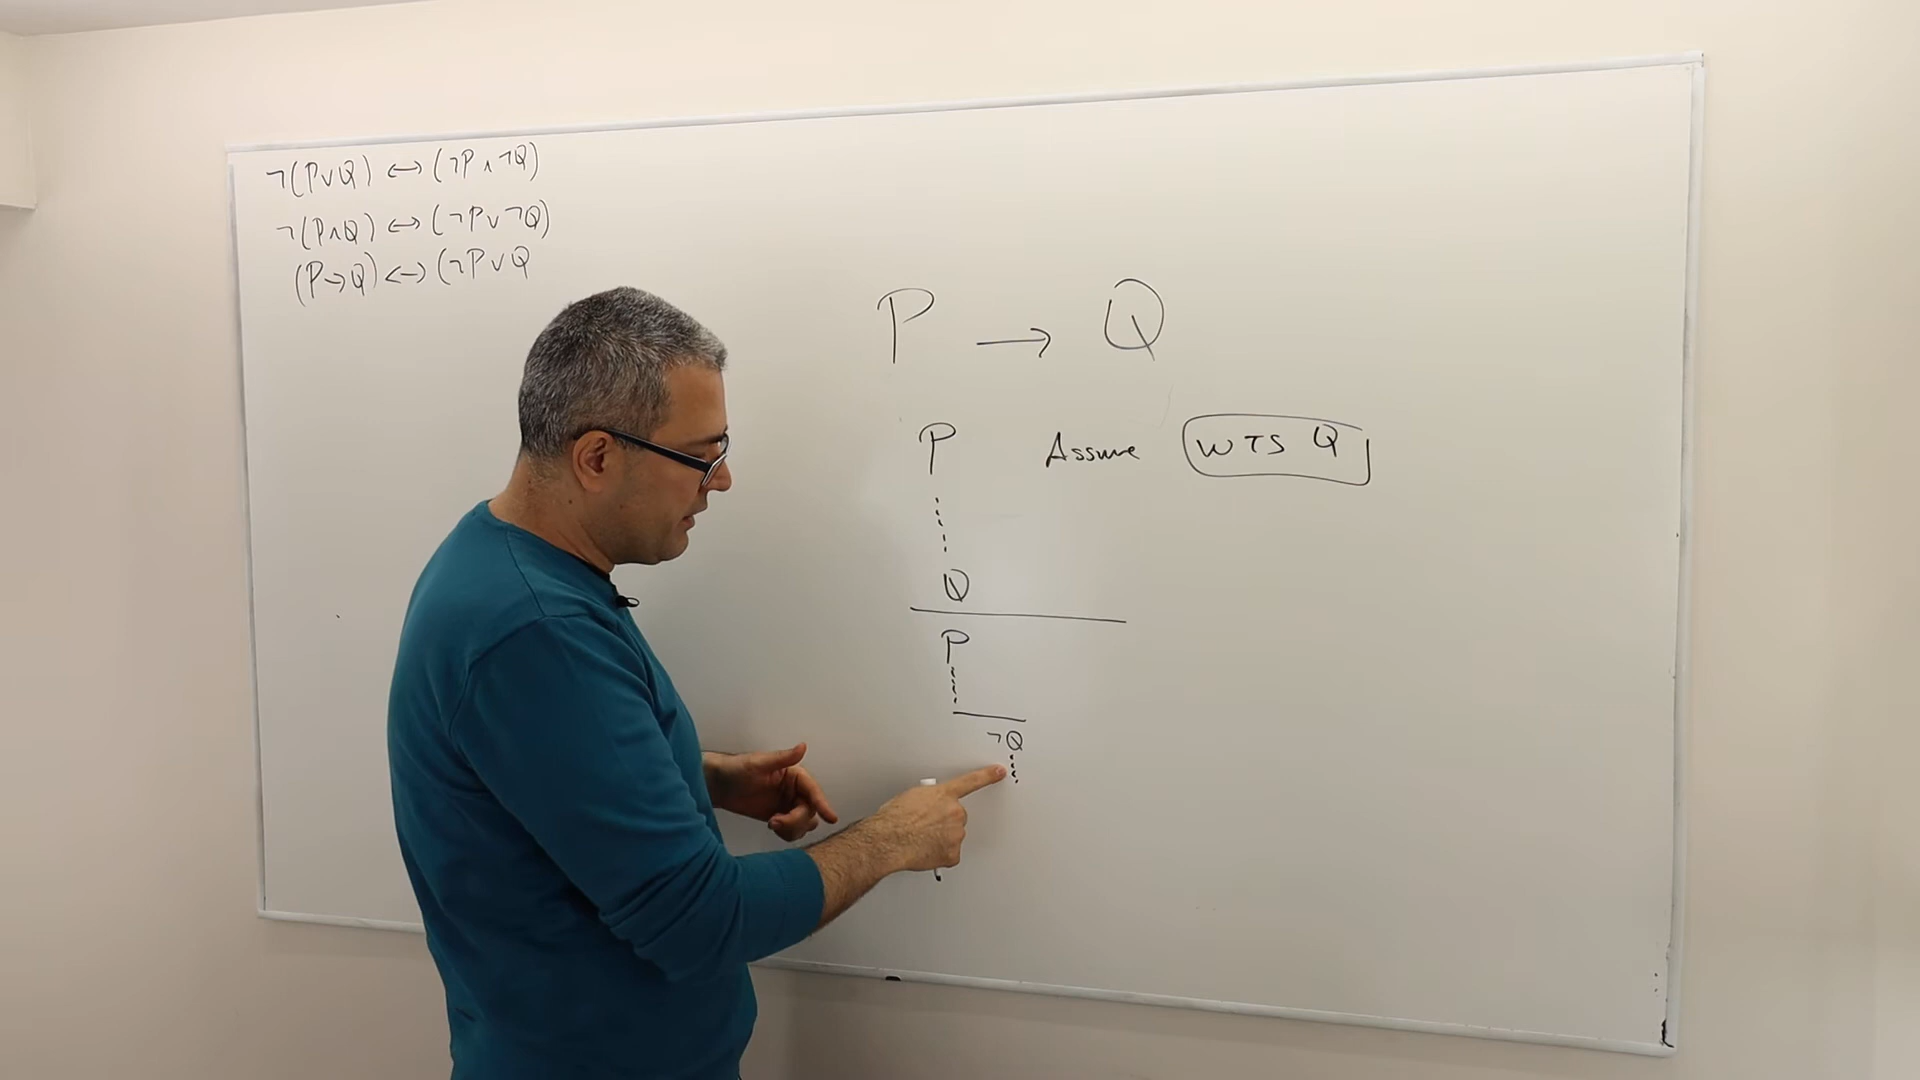 ¬(P∨Q) ↔ (¬P∧¬Q)
¬(P∧Q) ↔ (¬P∨¬Q)
(P→Q) ↔ (¬P∨Q
P → Q
P Assume WTS Q
Q
P
¬Q